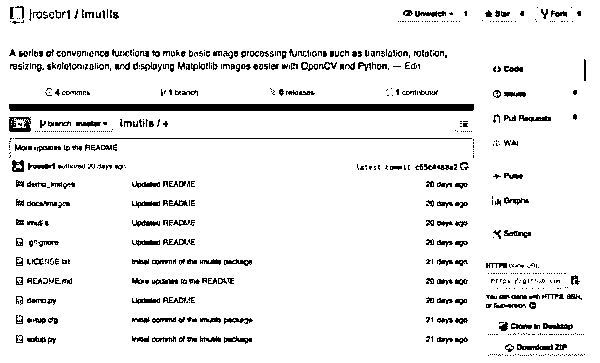 jrosebr1 / imutils
Unwatch 1
Star 4
Fork
A series of convenience functions to make basic image processing functions such as translation, rotation,
resizing, skeletonization, and displaying Matplotlib images easier with OpenCV and Python. — Edit
4 commits
1 branch
0 releases
1 contributor
branch: master
imutils / +
More updates to the README
jrosebr1 authored 20 days ago
latest commit
demo_images Updated README 20 days ago
docs/images Updated README 20 days ago
imutils Updated README 20 days ago
.gitignore Updated README 20 days ago
LICENSE.txt Initial commit of the imutils package 21 days ago
README.md More updates to the README 20 days ago
demo.py Updated README 20 days ago
setup.cfg Initial commit of the imutils package 21 days ago
setup.py Initial commit of the imutils package 21 days ago
Code
Issues 0
Pull Requests 0
Wiki
Pulse
Graphs
Settings
HTTPS clone URL
https://github.com
You can clone with HTTPS, SSH,
or Subversion.
Clone in Desktop
Download ZIP